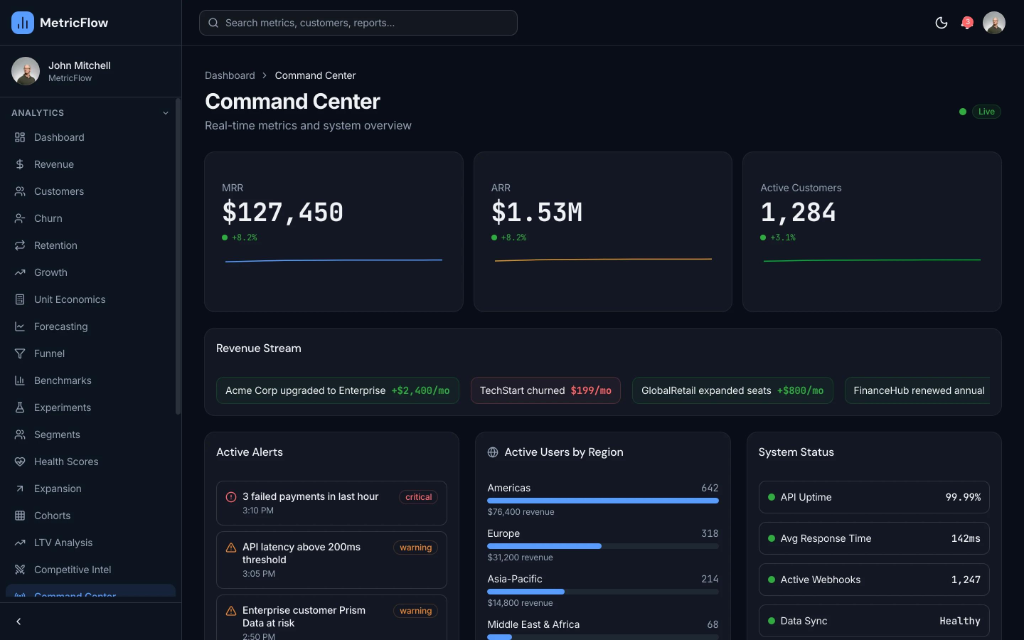 MetricFlow
Search metrics, customers, reports...
3
John Mitchell
MetricFlow
ANALYTICS
Dashboard
Revenue
Customers
Churn
Retention
Growth
Unit Economics
Forecasting
Funnel
Benchmarks
Experiments
Segments
Health Scores
Expansion
Cohorts
LTV Analysis
Competitive Intel
Command Center
Dashboard > Command Center
Command Center
Real-time metrics and system overview
Live
MRR
$127,450
+8.2%
ARR
$1.53M
+8.2%
Active Customers
1,284
+3.1%
Revenue Stream
Acme Corp upgraded to Enterprise +$2,400/mo
TechStart churned $199/mo
GlobalRetail expanded seats +$800/mo
FinanceHub renewed annual
Active Alerts
3 failed payments in last hour critical
3:10 PM
API latency above 200ms warning
threshold
3:05 PM
Enterprise customer Prism warning
Data at risk
2:50 PM
Active Users by Region
Americas 642
$76,400 revenue
Europe 318
$31,200 revenue
Asia-Pacific 214
$14,800 revenue
Middle East & Africa 68
System Status
API Uptime 99.99%
Avg Response Time 142ms
Active Webhooks 1,247
Data Sync Healthy